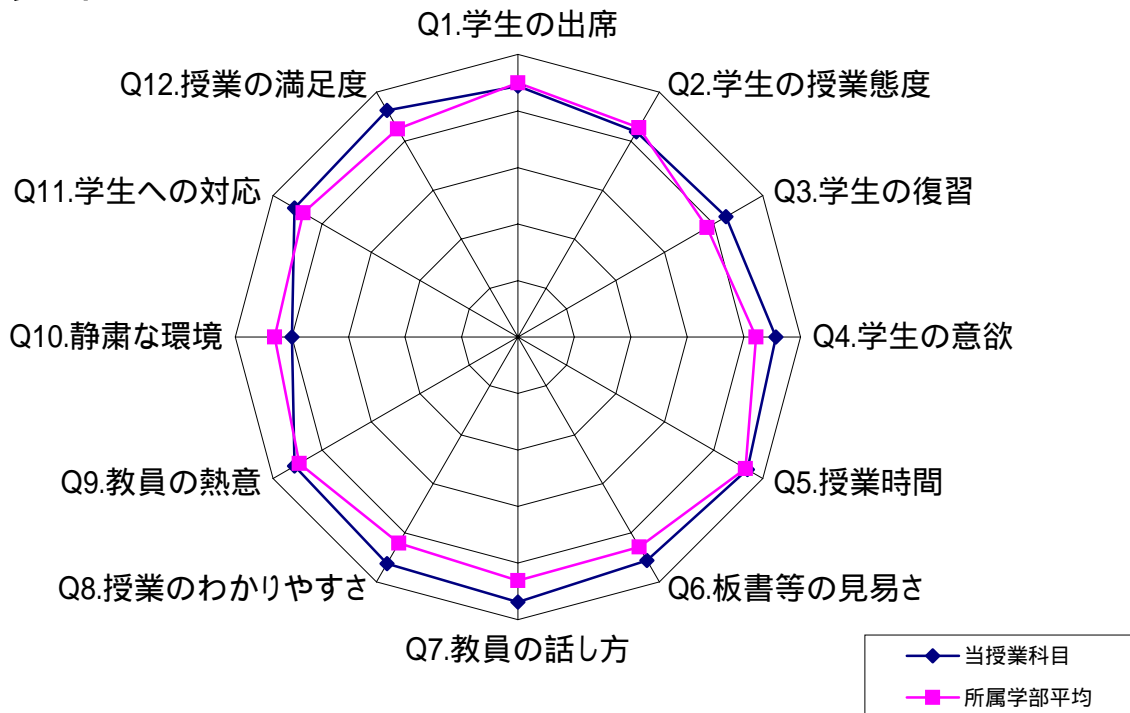 Q1.学生の出席
Q2.学生の授業態度
Q3.学生の復習
Q4.学生の意欲
Q5.授業時間
Q6.板書等の見易さ
Q7.教員の話し方
Q8.授業のわかりやすさ
Q9.教員の熱意
Q10.静粛な環境
Q11.学生への対応
Q12.授業の満足度
当授業科目
所属学部平均